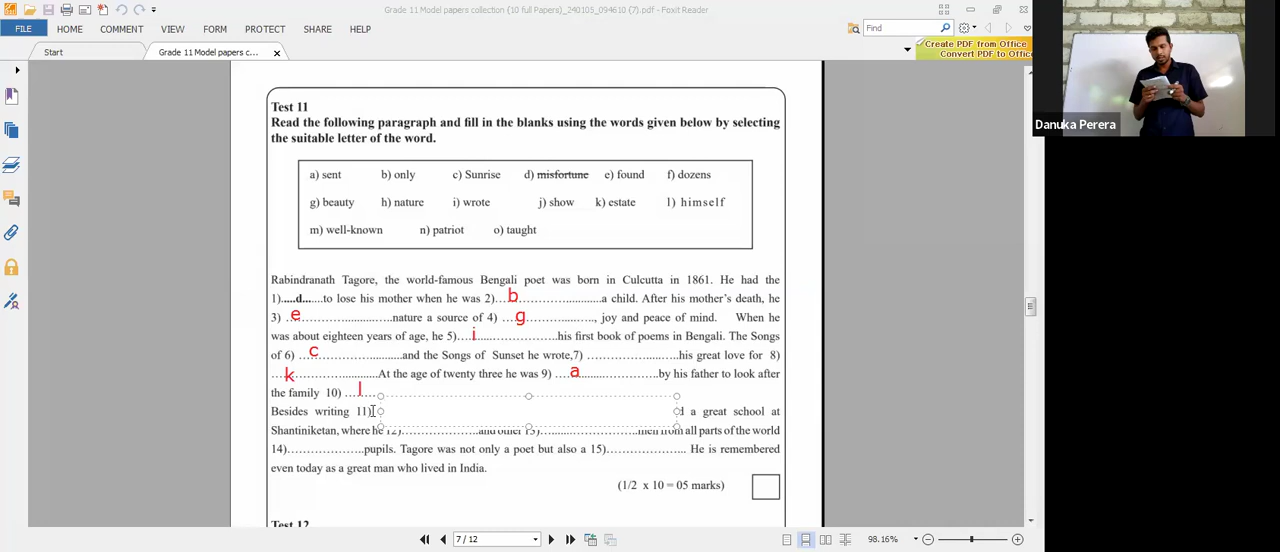 Grade 11 Model papers collection (10 full Papers)_240105_094610 (7).pdf - Foxit Reader
FILE HOME COMMENT VIEW FORM PROTECT SHARE HELP
Find
Start
Grade 11 Model papers c...
Create PDF from Office
Convert PDF to Offic
Danuka Perera
Test 11
Read the following paragraph and fill in the blanks using the words given below by selecting
the suitable letter of the word.
a) sent b) only c) Sunrise d) misfortune e) found f) dozens
g) beauty h) nature i) wrote j) show k) estate l) himself
m) well-known n) patriot o) taught
Rabindranath Tagore, the world-famous Bengali poet was born in Culcutta in 1861. He had the
1).....d.......to lose his mother when he was 2)....b.......................a child. After his mother's death, he
3) e........................nature a source of 4) ...g....................., joy and peace of mind. When he
was about eighteen years of age, he 5)....i.......................his first book of poems in Bengali. The Songs
of 6) ...c.......................and the Songs of Sunset he wrote,7) ............................his great love for 8)
...k.......................At the age of twenty three he was 9) ....a.......................by his father to look after
the family 10) ....l....
Besides writing 11) d a great school at
Shantiniketan, where he 12)........................and other 13)............................men from all parts of the world
14)......................pupils. Tagore was not only a poet but also a 15)...................... He is remembered
even today as a great man who lived in India.
(1/2 x 10 = 05 marks)
Test 12
7 / 12
98.16%